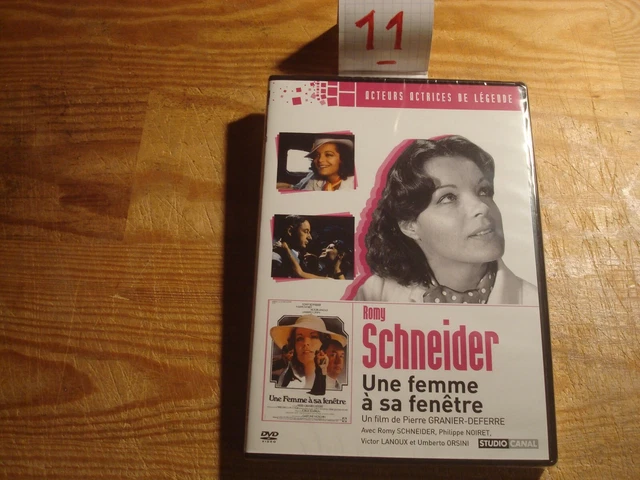 11
ACTEURS ACTRICES DE LÉGENDE
Romy
Schneider
Une femme
à sa fenêtre
Un film de Pierre GRANIER-DEFERRE
Avec Romy SCHNEIDER, Philippe NOIRET,
Victor LANOUX et Umberto ORSINI
STUDIO CANAL
Une Femme à sa fenêtre
DVD
VIDEO